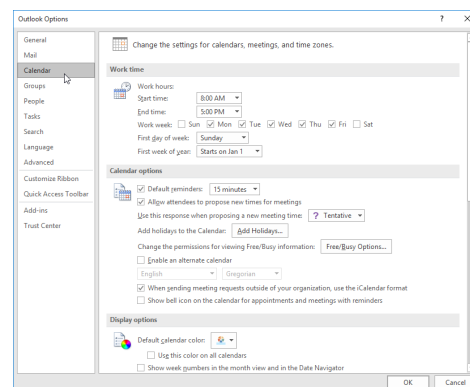 Outlook Options
?
General
Mail
Calendar
Groups
People
Tasks
Search
Language
Advanced
Customize Ribbon
Quick Access Toolbar
Add-ins
Trust Center
Change the settings for calendars, meetings, and time zones.
Work time
Work hours:
Start time: 8:00 AM
End time: 5:00 PM
Work week: Sun Mon Tue Wed Thu Fri Sat
First day of week: Sunday
First week of year: Starts on Jan 1
Calendar options
Default reminders: 15 minutes
Allow attendees to propose new times for meetings
Use this response when proposing a new meeting time: ? Tentative
Add holidays to the Calendar: Add Holidays...
Change the permissions for viewing Free/Busy information: Free/Busy Options...
Enable an alternate calendar
English Gregorian
When sending meeting requests outside of your organization, use the iCalendar format
Show bell icon on the calendar for appointments and meetings with reminders
Display options
Default calendar color:
Use this color on all calendars
Show week numbers in the month view and in the Date Navigator
OK Cancel